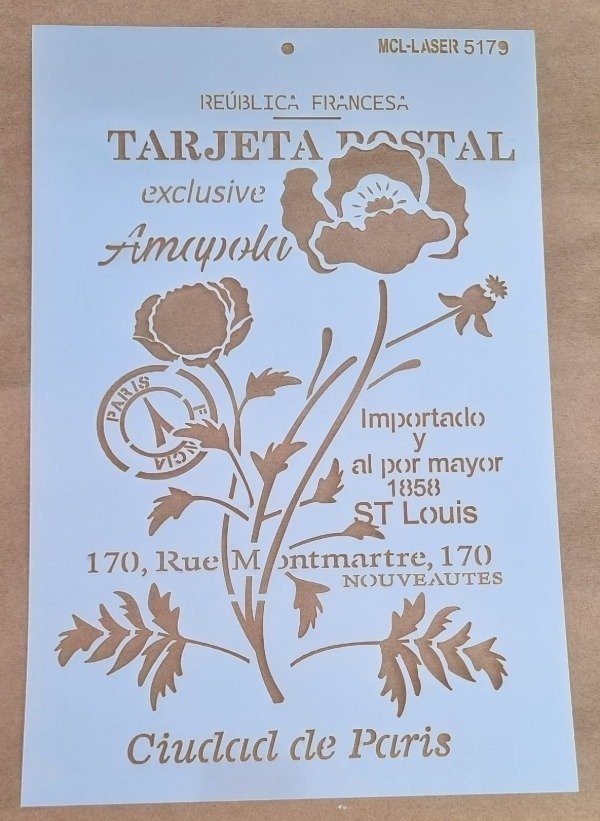 MCL-LASER 5179
REÚBLICA FRANCESA
TARJETA POSTAL
exclusive
Amapola
PARIS
F NCIA
Importado
y
al por mayor
1858
ST Louis
170, Rue Montmartre, 170
NOUVEAUTES
Ciudad de Paris